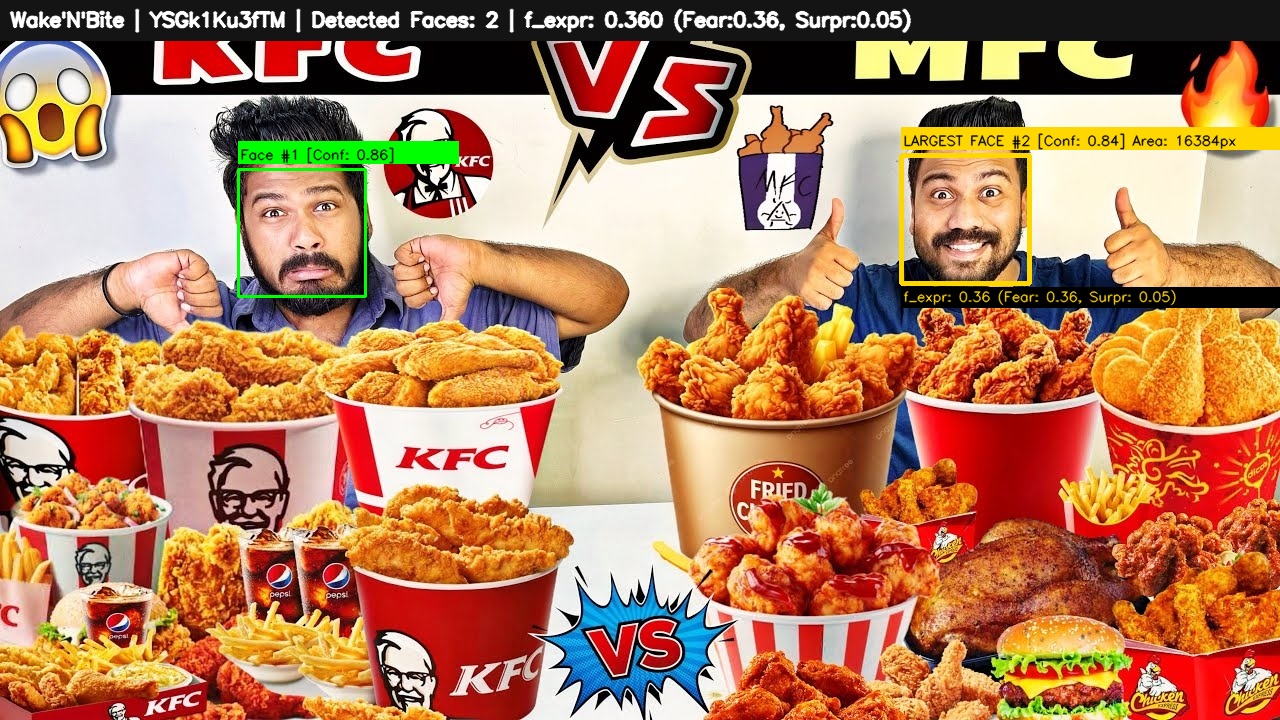 Wake'N'Bite | YSGk1Ku3fTM | Detected Faces: 2 | f_expr: 0.360 (Fear:0.36, Surpr:0.05)
KFC
VS
MFC
Face #1 [Conf: 0.86]
KFC
MFC
LARGEST FACE #2 [Conf: 0.84] Area: 16384px
f_expr: 0.36 (Fear: 0.36, Surpr: 0.05)
KFC
FRIED
pepsi
pepsi
pepsi
VS
KFC
KFC
Chicken
EXPRESS
Chicken